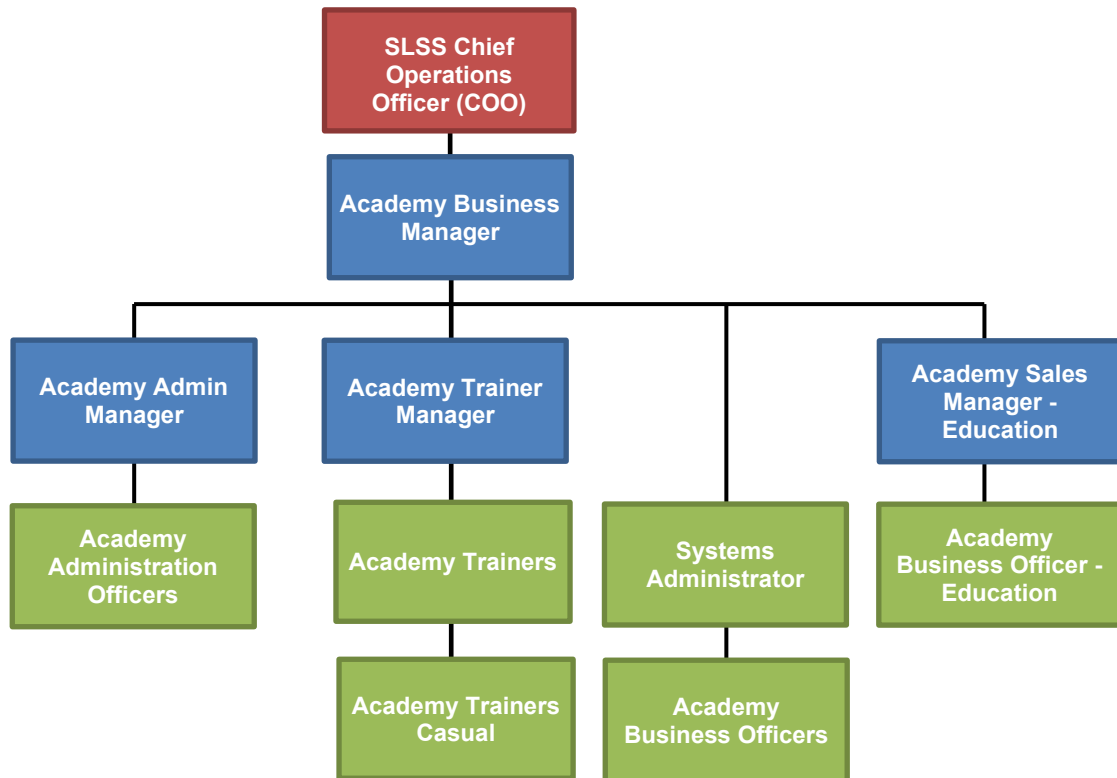 SLSS Chief
Operations
Officer (COO)
Academy Business
Manager
Academy Admin
Manager
Academy Trainer
Manager
Academy Sales
Manager -
Education
Academy
Administration
Officers
Academy Trainers
Systems
Administrator
Academy
Business Officer -
Education
Academy Trainers
Casual
Academy
Business Officers